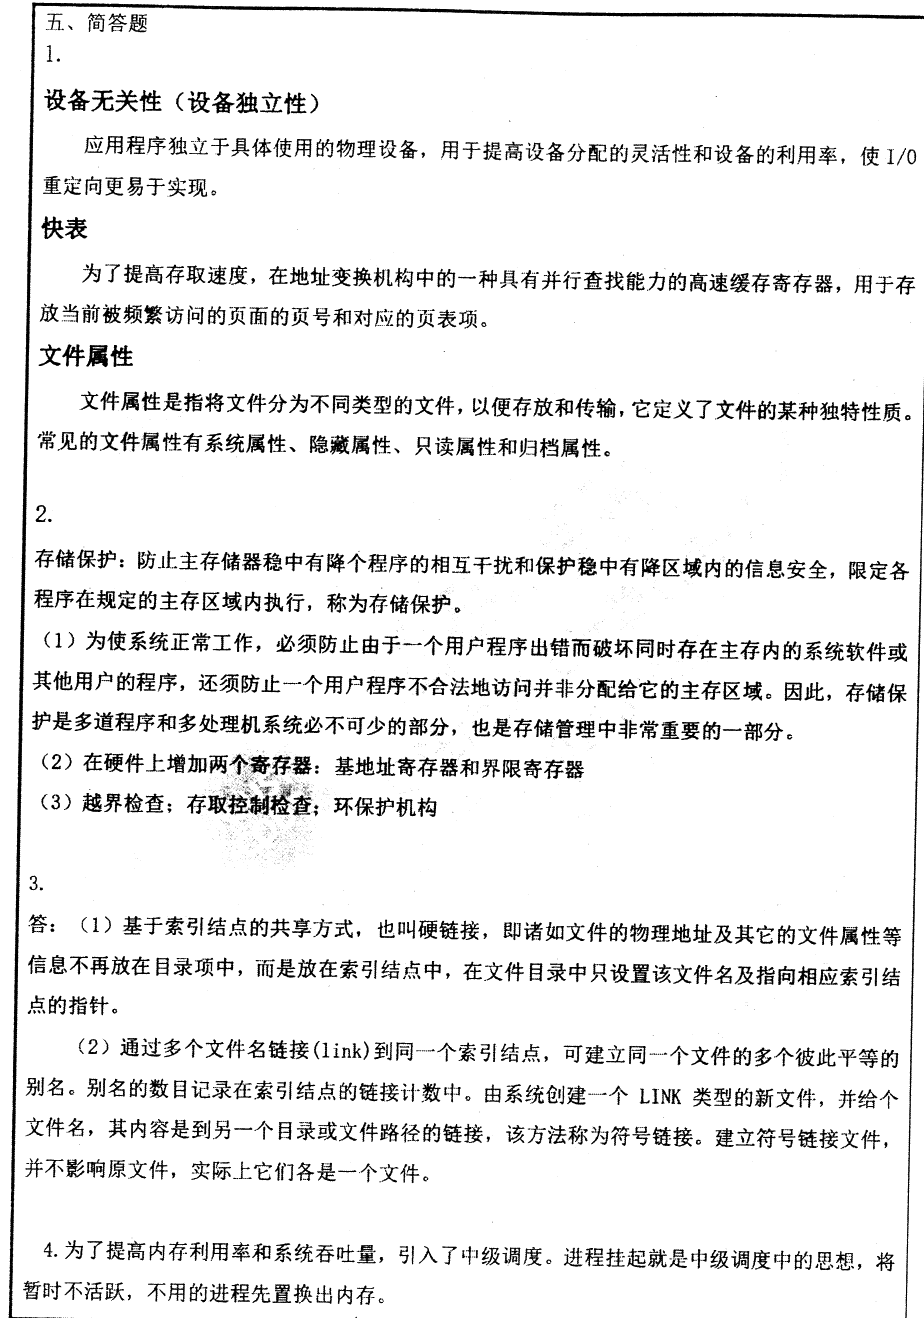 五、简答题
1.
设备无关性（设备独立性）
应用程序独立于具体使用的物理设备，用于提高设备分配的灵活性和设备的利用率，使 I/O
重定向更易于实现。
快表
为了提高存取速度，在地址变换机构中的一种具有并行查找能力的高速缓存寄存器，用于存
放当前被频繁访问的页面的页号和对应的页表项。
文件属性
文件属性是指将文件分为不同类型的文件，以便存放和传输，它定义了文件的某种独特性质。
常见的文件属性有系统属性、隐藏属性、只读属性和归档属性。
2.
存储保护：防止主存储器稳中有降个程序的相互干扰和保护稳中有降区域内的信息安全，限定各
程序在规定的主存区域内执行，称为存储保护。
（1）为使系统正常工作，必须防止由于一个用户程序出错而破坏同时存在主存内的系统软件或
其他用户的程序，还须防止一个用户程序不合法地访问并非分配给它的主存区域。因此，存储保
护是多道程序和多处理机系统必不可少的部分，也是存储管理中非常重要的一部分。
（2）在硬件上增加两个寄存器：基地址寄存器和界限寄存器
（3）越界检查；存取控制检查；环保护机构
3.
答：（1）基于索引结点的共享方式，也叫硬链接，即诸如文件的物理地址及其它的文件属性等
信息不再放在目录项中，而是放在索引结点中，在文件目录中只设置该文件名及指向相应索引结
点的指针。
（2）通过多个文件名链接(link)到同一个索引结点，可建立同一个文件的多个彼此平等的
别名。别名的数目记录在索引结点的链接计数中。由系统创建一个 LINK 类型的新文件，并给个
文件名，其内容是到另一个目录或文件路径的链接，该方法称为符号链接。建立符号链接文件，
并不影响原文件，实际上它们各是一个文件。
4.为了提高内存利用率和系统吞吐量，引入了中级调度。进程挂起就是中级调度中的思想，将
暂时不活跃，不用的进程先置换出内存。